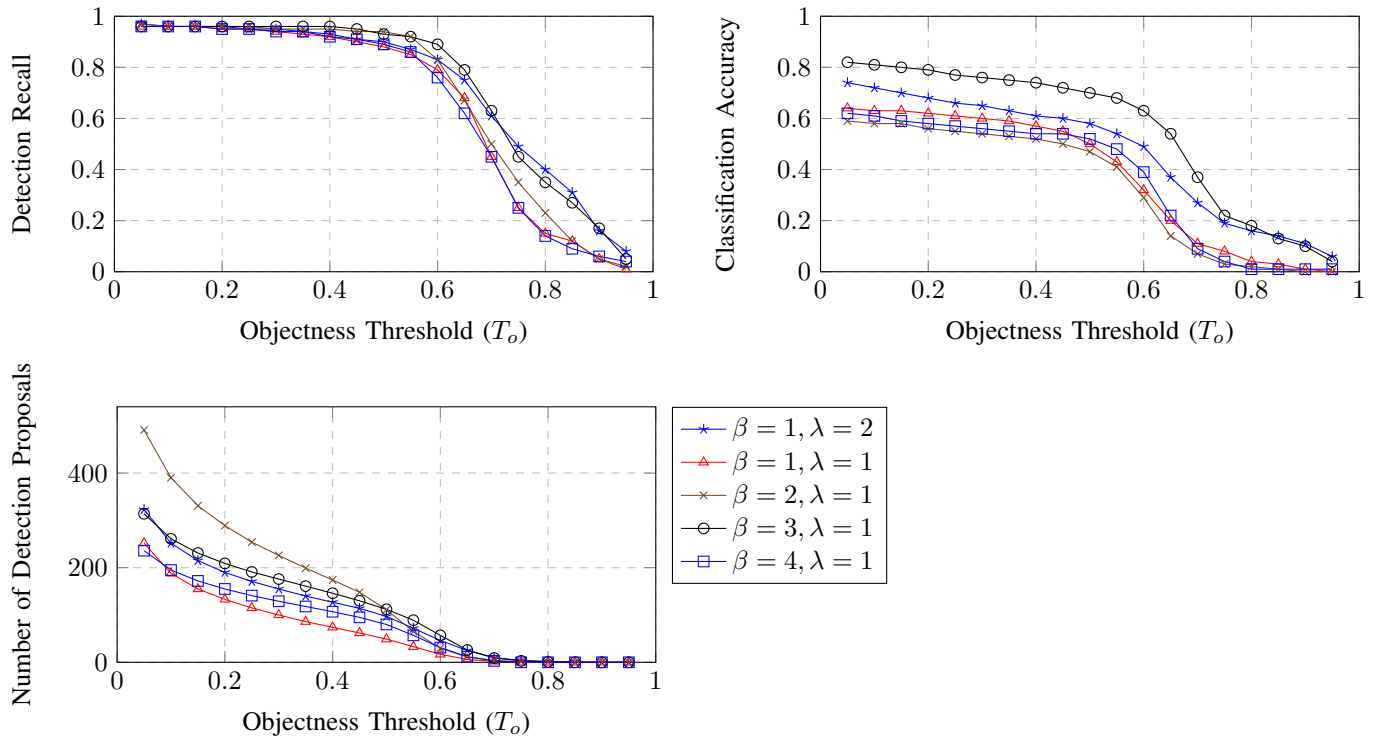 Detection Recall
1
0.8
0.6
0.4
0.2
0
0 0.2 0.4 0.6 0.8 1
Objectness Threshold (T_o)
Classification Accuracy
1
0.8
0.6
0.4
0.2
0
0 0.2 0.4 0.6 0.8 1
Objectness Threshold (T_o)
Number of Detection Proposals
400
200
0
0 0.2 0.4 0.6 0.8 1
Objectness Threshold (T_o)
β = 1, λ = 2
β = 1, λ = 1
β = 2, λ = 1
β = 3, λ = 1
β = 4, λ = 1